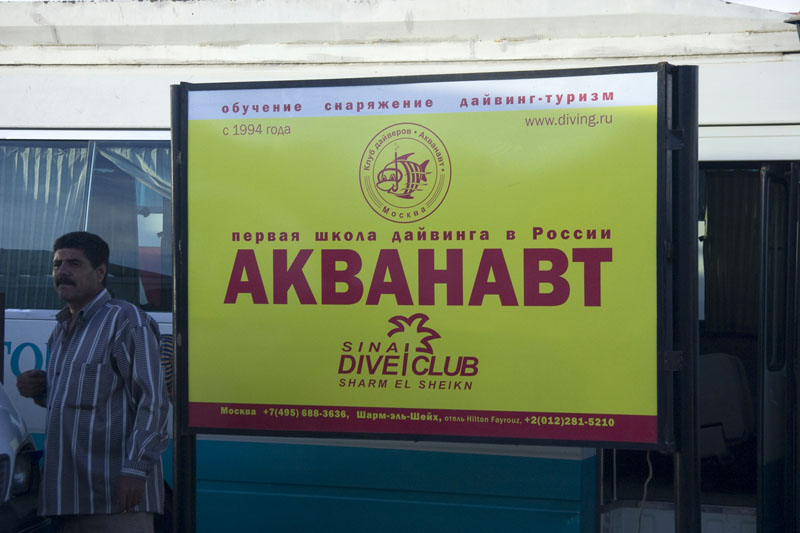 обучение снаряжение дайвинг-туризм
с 1994 года
www.diving.ru
Клуб дайверов • Акванавт •
Москва
первая школа дайвинга в России
АКВАНАВТ
SINAI
DIVE CLUB
SHARM EL SHEIKN
Москва +7(495) 688-3636, Шарм-эль-Шейх, отель Hilton Fayrouz, +2(012)281-5210